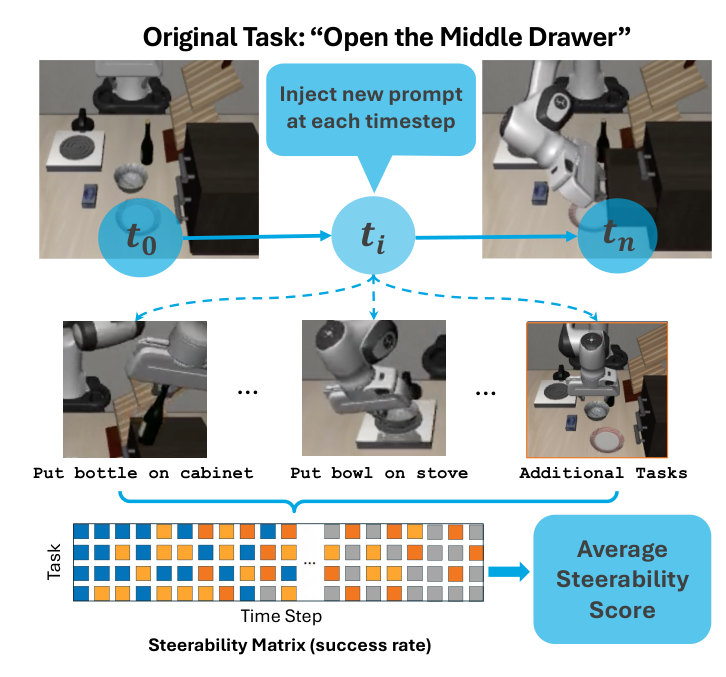 Original Task: “Open the Middle Drawer”
Inject new prompt
at each timestep
t0
ti
tn
...
...
Put bottle on cabinet
Put bowl on stove
Additional Tasks
Task
...
Time Step
Steerability Matrix (success rate)
Average
Steerability
Score